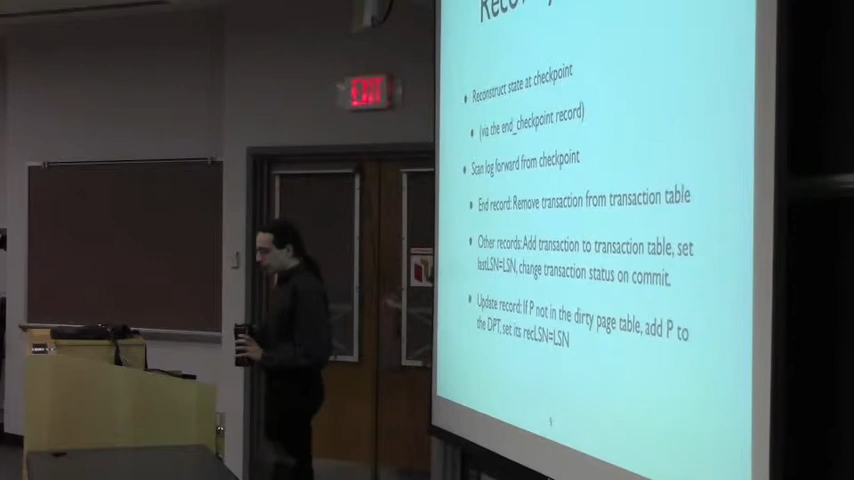 Recovery
EXIT
• Reconstruct state at checkpoint
• (via the end_checkpoint record)
• Scan log forward from checkpoint
• End record: Remove transaction from transaction table
• Other records: Add transaction to transaction table, set
lastLSN=LSN, change transaction status on commit.
• Update record: If P not in the dirty page table, add P to
the DPT, set its recLSN=LSN